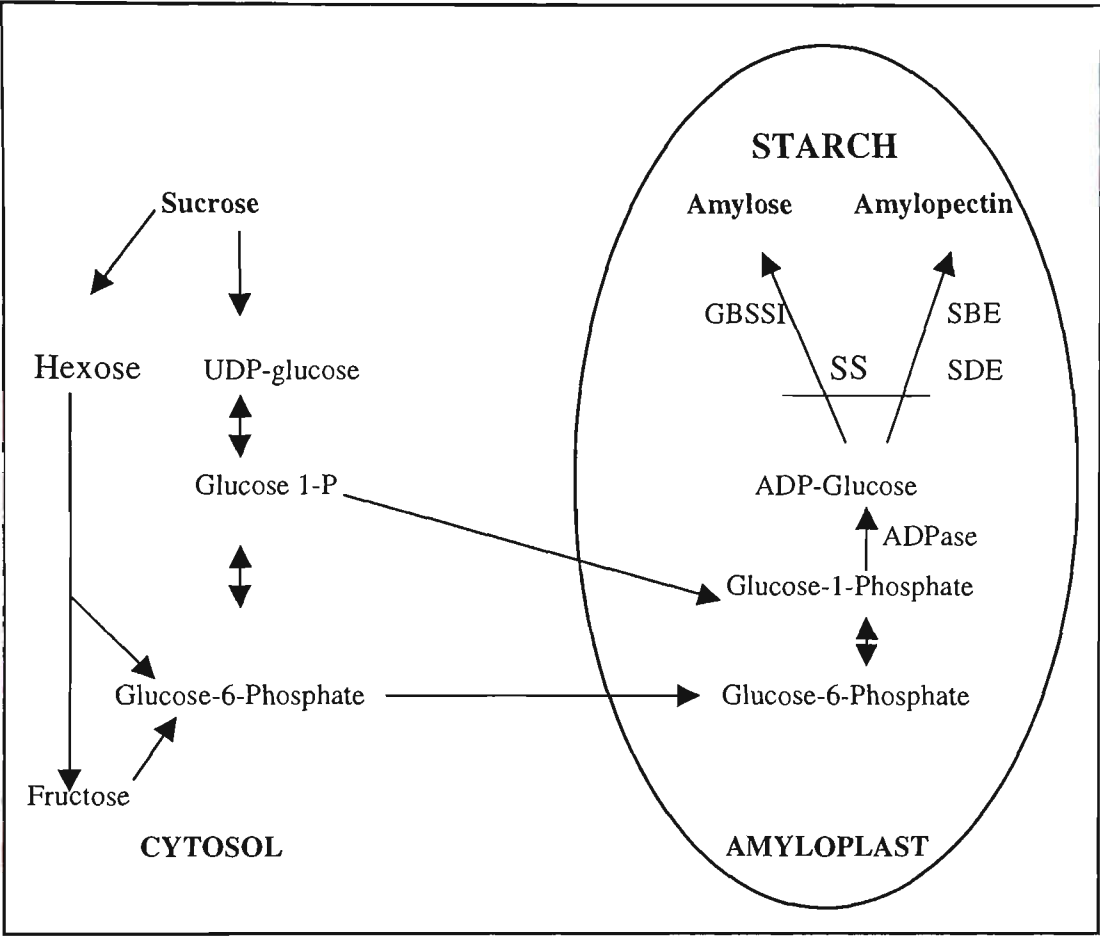 STARCH
Sucrose
Amylose Amylopectin
GBSSI SBE
Hexose UDP-glucose
SS SDE
Glucose 1-P
ADP-Glucose
ADPase
Glucose-1-Phosphate
Glucose-6-Phosphate
Glucose-6-Phosphate
Fructose
CYTOSOL
AMYLOPLAST